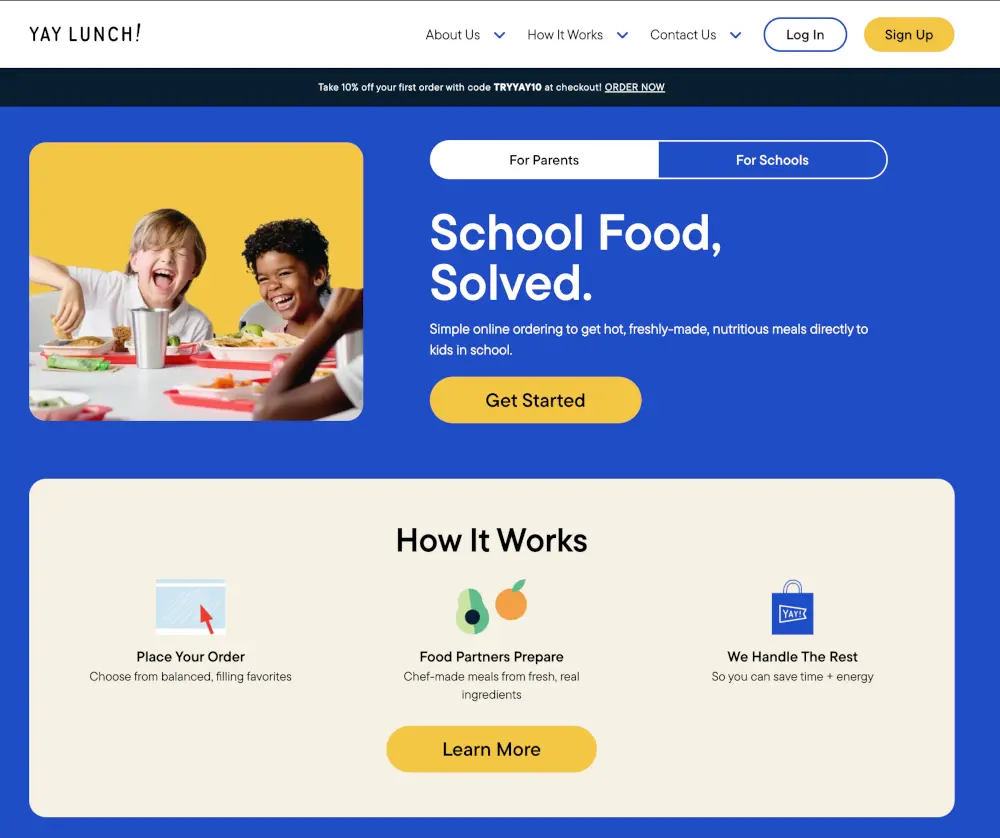 YAY LUNCH!
About Us
How It Works
Contact Us
Log In
Sign Up
Take 10% off your first order with code TRYYAY10 at checkout! ORDER NOW
For Parents
For Schools
School Food,
Solved.
Simple online ordering to get hot, freshly-made, nutritious meals directly to
kids in school.
Get Started
How It Works
YAY!
Place Your Order
Choose from balanced, filling favorites
Food Partners Prepare
Chef-made meals from fresh, real
ingredients
We Handle The Rest
So you can save time + energy
Learn More